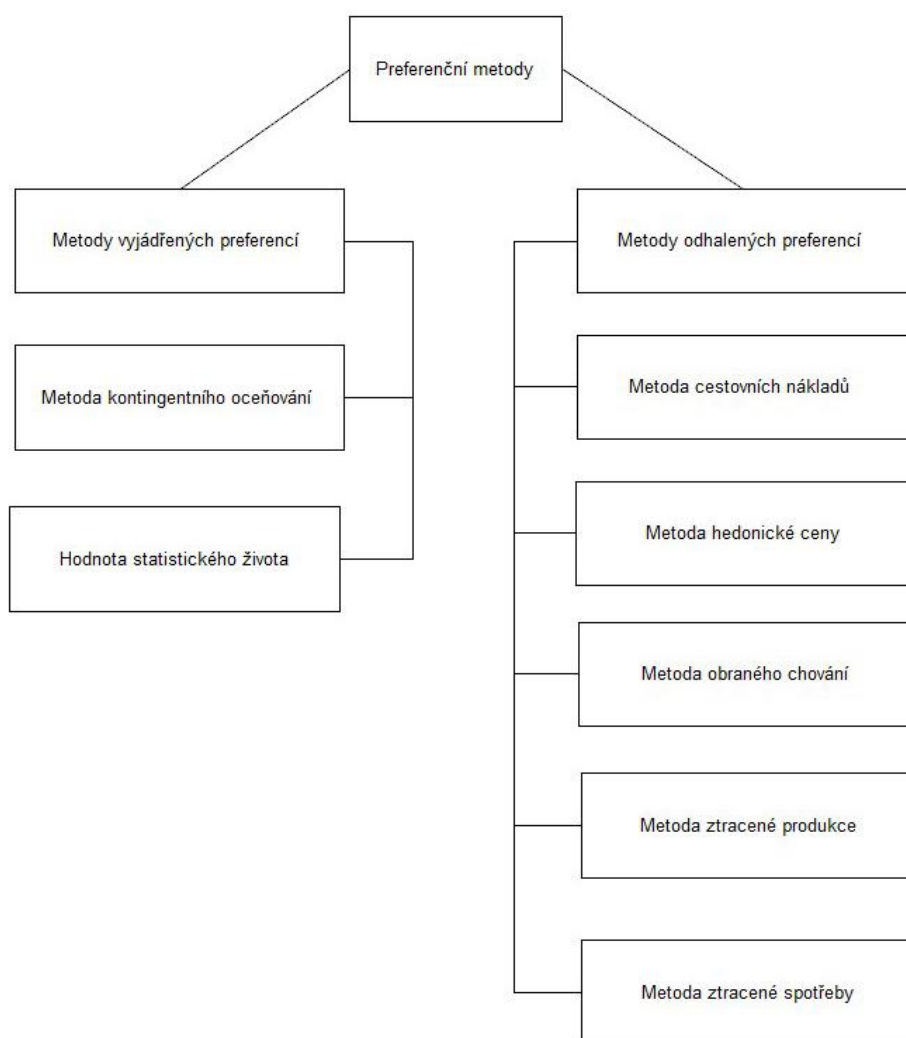 Preferenční metody
Metody vyjádřených preferencí
Metoda kontingentního oceňování
Hodnota statistického života
Metody odhalených preferencí
Metoda cestovních nákladů
Metoda hedonické ceny
Metoda obraného chování
Metoda ztracené produkce
Metoda ztracené spotřeby